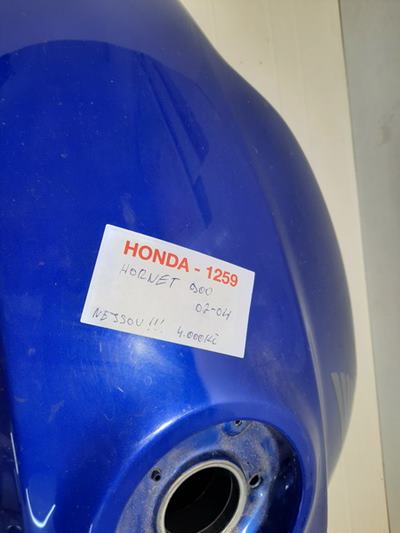 HONDA - 1259
HORNET 900
02-04
NEJSOU!!! 4.000Kč